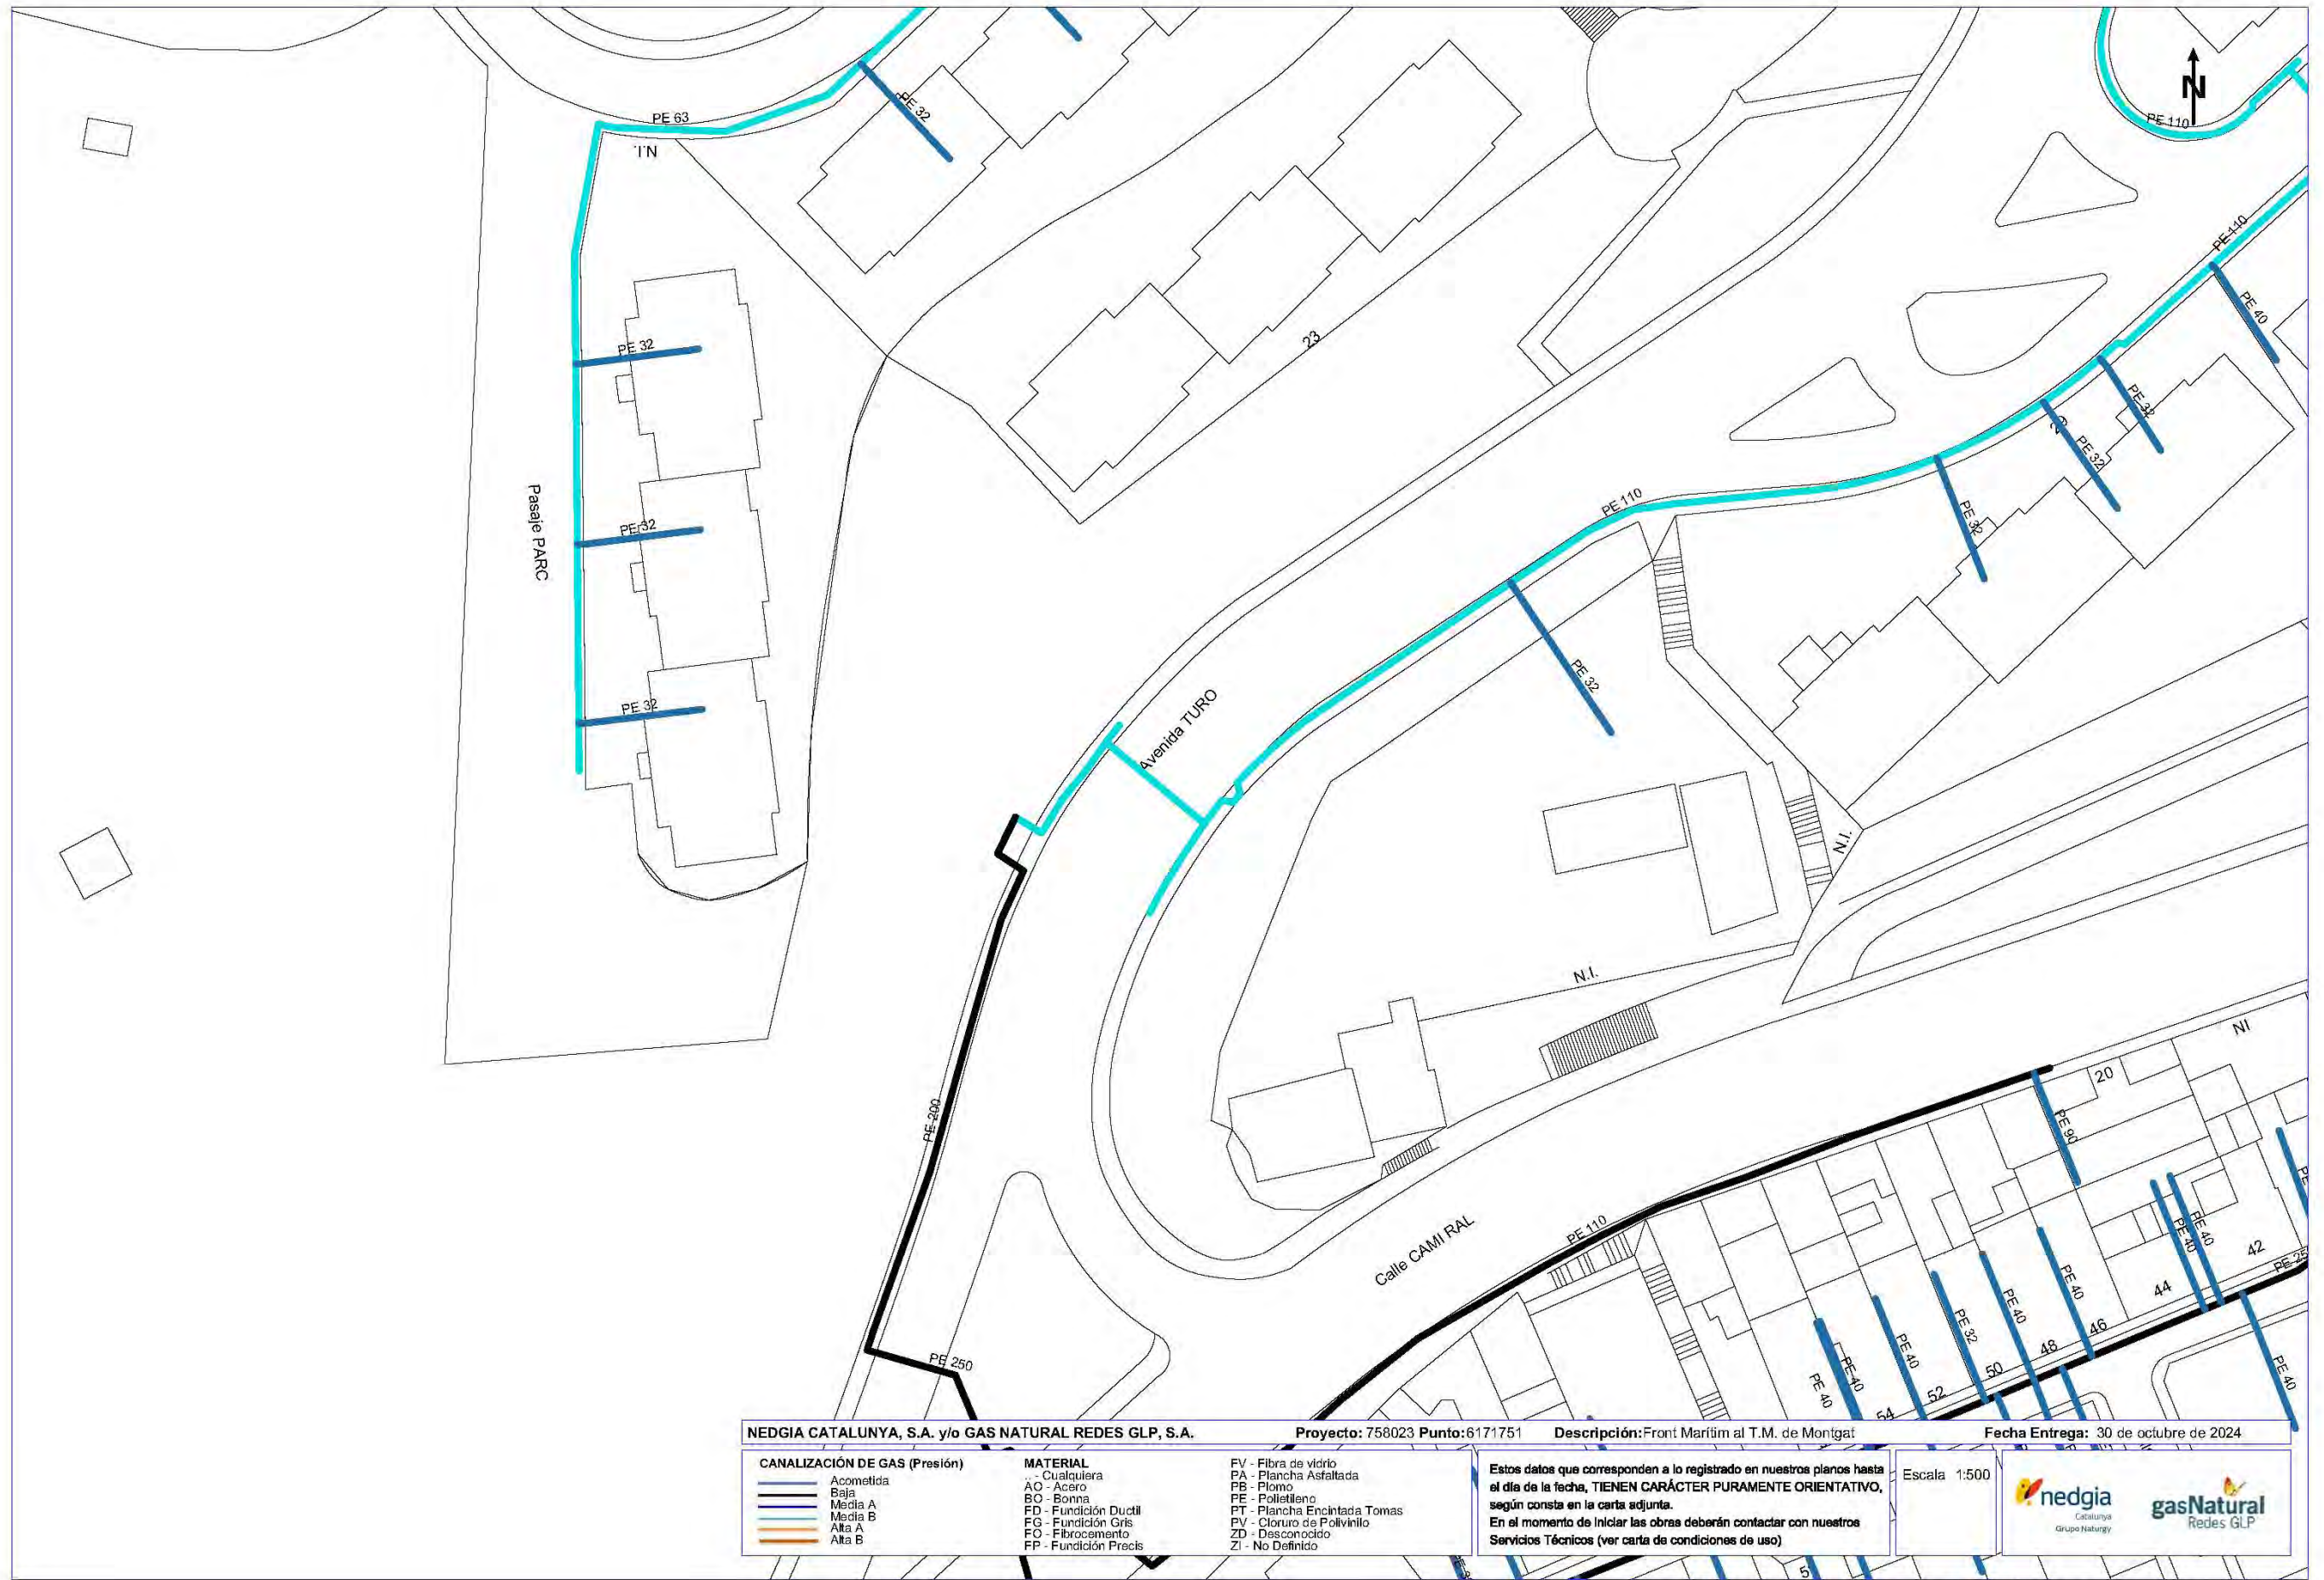 PE 63
N.I.
PE 32
N
PE 110
PE 110
PE 40
23
PE 32
PE 32
PE 32
PE 32
29
PE 32
PE 110
Pasaje PARC
PE 32
PE 32
PE 32
Avenida TURO
N.I.
N.I.
NI
20
PE 200
PE 90
PE 110
Calle CAMI RAL
PE 40
PE 40
42
PE 25
44
PE 40
46
PE 40
48
PE 32
50
PE 40
52
PE 40
PE 40
54
PE 40
PE 250
NEDGIA CATALUNYA, S.A. y/o GAS NATURAL REDES GLP, S.A. Proyecto: 758023 Punto:6171751 Descripción:Front Marítim al T.M. de Montgat Fecha Entrega: 30 de octubre de 2024
CANALIZACIÓN DE GAS (Presión)
Acometida
Baja
Media A
Media B
Alta A
Alta B
MATERIAL
.. - Cualquiera
AO - Acero
BO - Bonna
FD - Fundición Ductil
FG - Fundición Gris
FO - Fibrocemento
FP - Fundición Precis
FV - Fibra de vidrio
PA - Plancha Asfaltada
PB - Plomo
PE - Polietileno
PT - Plancha Encintada Tomas
PV - Cloruro de Polivinilo
ZD - Desconocido
ZI - No Definido
Estos datos que corresponden a lo registrado en nuestros planos hasta
el día de la fecha, TIENEN CARÁCTER PURAMENTE ORIENTATIVO,
según consta en la carta adjunta.
En el momento de iniciar las obras deberán contactar con nuestros
Servicios Técnicos (ver carta de condiciones de uso)
Escala 1:500
nedgia
Catalunya
Grupo Naturgy
gasNatural
Redes GLP